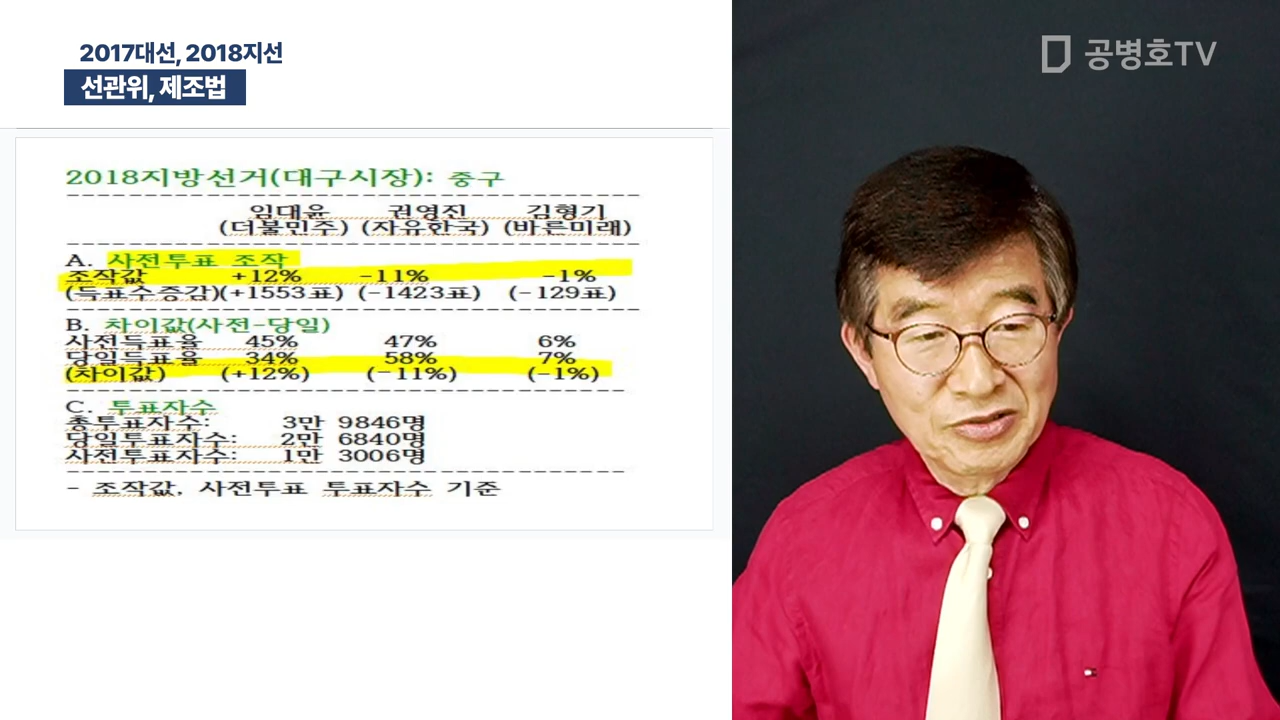 2017대선, 2018지선
선관위, 제조법
공병호TV
2018지방선거(대구시장): 중구
임대윤 권영진 김형기
(더불민주) (자유한국) (바른미래)
A. 사전투표 조작
조작값 +12% -11% -1%
(득표수증감)(+1553표) (-1423표) (-129표)
B. 차이값(사전-당일)
사전득표율 45% 47% 6%
당일득표율 34% 58% 7%
(차이값) (+12%) (-11%) (-1%)
C. 투표자수
총투표자수: 3만 9846명
당일투표자수: 2만 6840명
사전투표자수: 1만 3006명
- 조작값, 사전투표 투표자수 기준